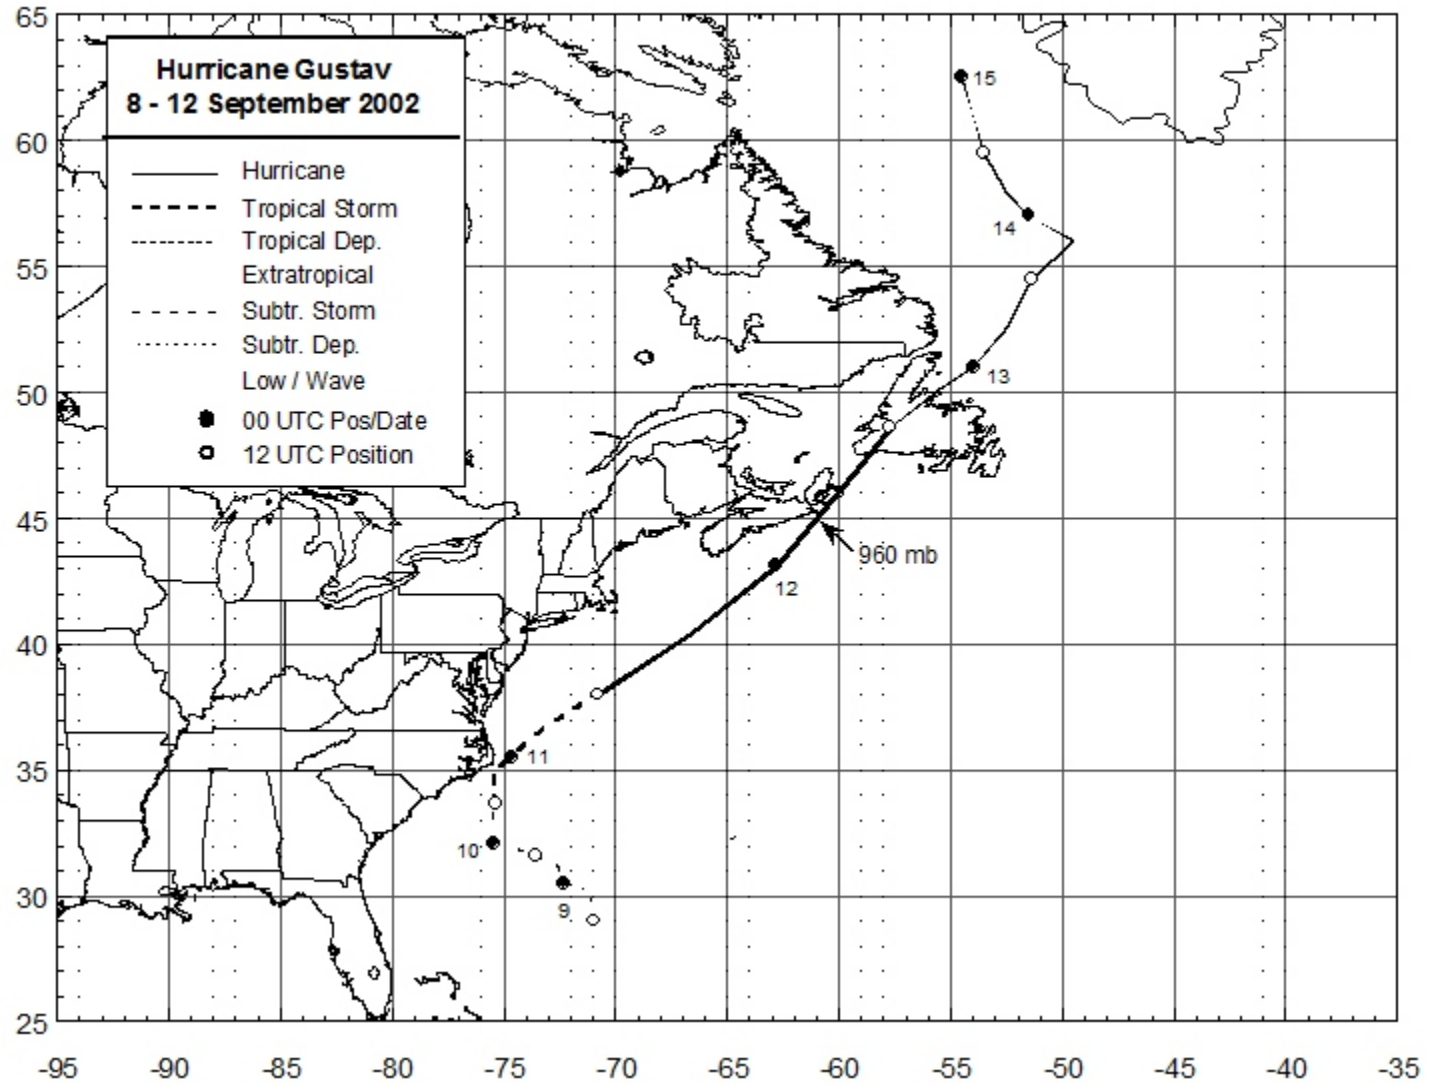 Hurricane Gustav
8 - 12 September 2002
Hurricane
Tropical Storm
Tropical Dep.
Extratropical
Subtr. Storm
Subtr. Dep.
Low / Wave
00 UTC Pos/Date
12 UTC Position
65
60
55
50
45
40
35
30
25
15
14
13
960 mb
12
11
10
9
-95 -90 -85 -80 -75 -70 -65 -60 -55 -50 -45 -40 -35